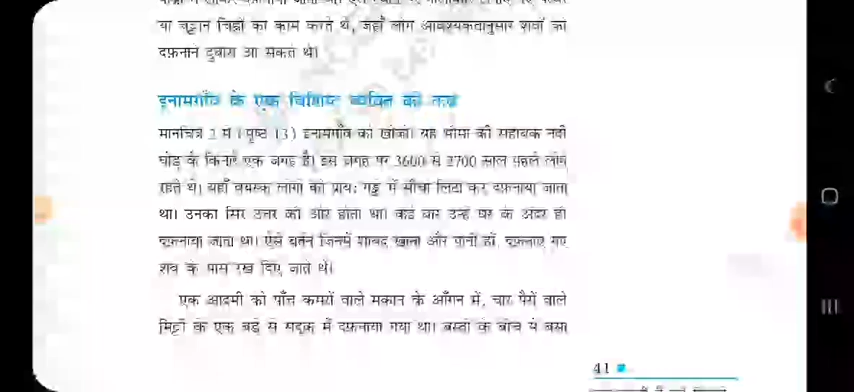 या चट्टान चिह्नों का काम करते थे, जहाँ लोग आवश्यकतानुसार शवों को
दफ़नाने दुबारा आ सकते थे।
इनामगाँव के एक विशिष्ट व्यक्ति की कब्र
मानचित्र 2 में (पृष्ठ 13) इनामगाँव को खोजो। यह भीमा की सहायक नदी
घोड़ के किनारे एक जगह है। इस जगह पर 3600 से 2700 साल पहले लोग
रहते थे। यहाँ वयस्क लोगों को प्रायः गड्ढे में सीधा लिटा कर दफ़नाया जाता
था। उनका सिर उत्तर की ओर होता था। कई बार उन्हें घर के अंदर ही
दफ़नाया जाता था। ऐसे बर्तन जिनमें शायद खाना और पानी हों, दफ़नाए गए
शव के पास रख दिए जाते थे।
एक आदमी को पाँच कमरों वाले मकान के आँगन में, चार पैरों वाले
मिट्टी के एक बड़े से संदूक में दफ़नाया गया था। बस्ती के बीच में बसा
41